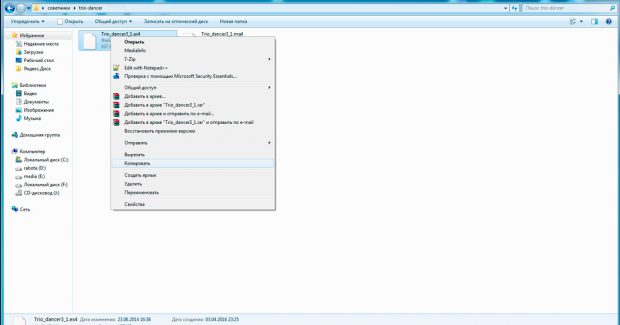 советники ▸ trio-dancer
Поиск: trio-dancer
Упорядочить Открыть Общий доступ Записать на оптический диск Новая папка
Избранное
Недавние места
Загрузки
Рабочий стол
Яндекс.Диск
Библиотеки
Видео
Документы
Изображения
Музыка
Домашняя группа
Компьютер
Локальный диск (C:)
rabota (D:)
media (E:)
Локальный диск (F:)
CD-дисковод (I:)
Сеть
Trio_dancer3_1.ex4
Trio_dancer3_1.mq4
Открыть
MediaInfo
7-Zip
Edit with Notepad++
Проверка с помощью Microsoft Security Essentials...
Общий доступ
Добавить в архив...
Добавить в архив "Trio_dancer3_1.rar"
Добавить в архив и отправить по e-mail...
Добавить в архив "Trio_dancer3_1.rar" и отправить по e-mail
Восстановить прежнюю версию
Отправить
Вырезать
Копировать
Создать ярлык
Удалить
Переименовать
Свойства
Trio_dancer3_1.ex4 Дата изменения: 23.06.2016 16:36 Дата создания: 03.04.2016 23:25